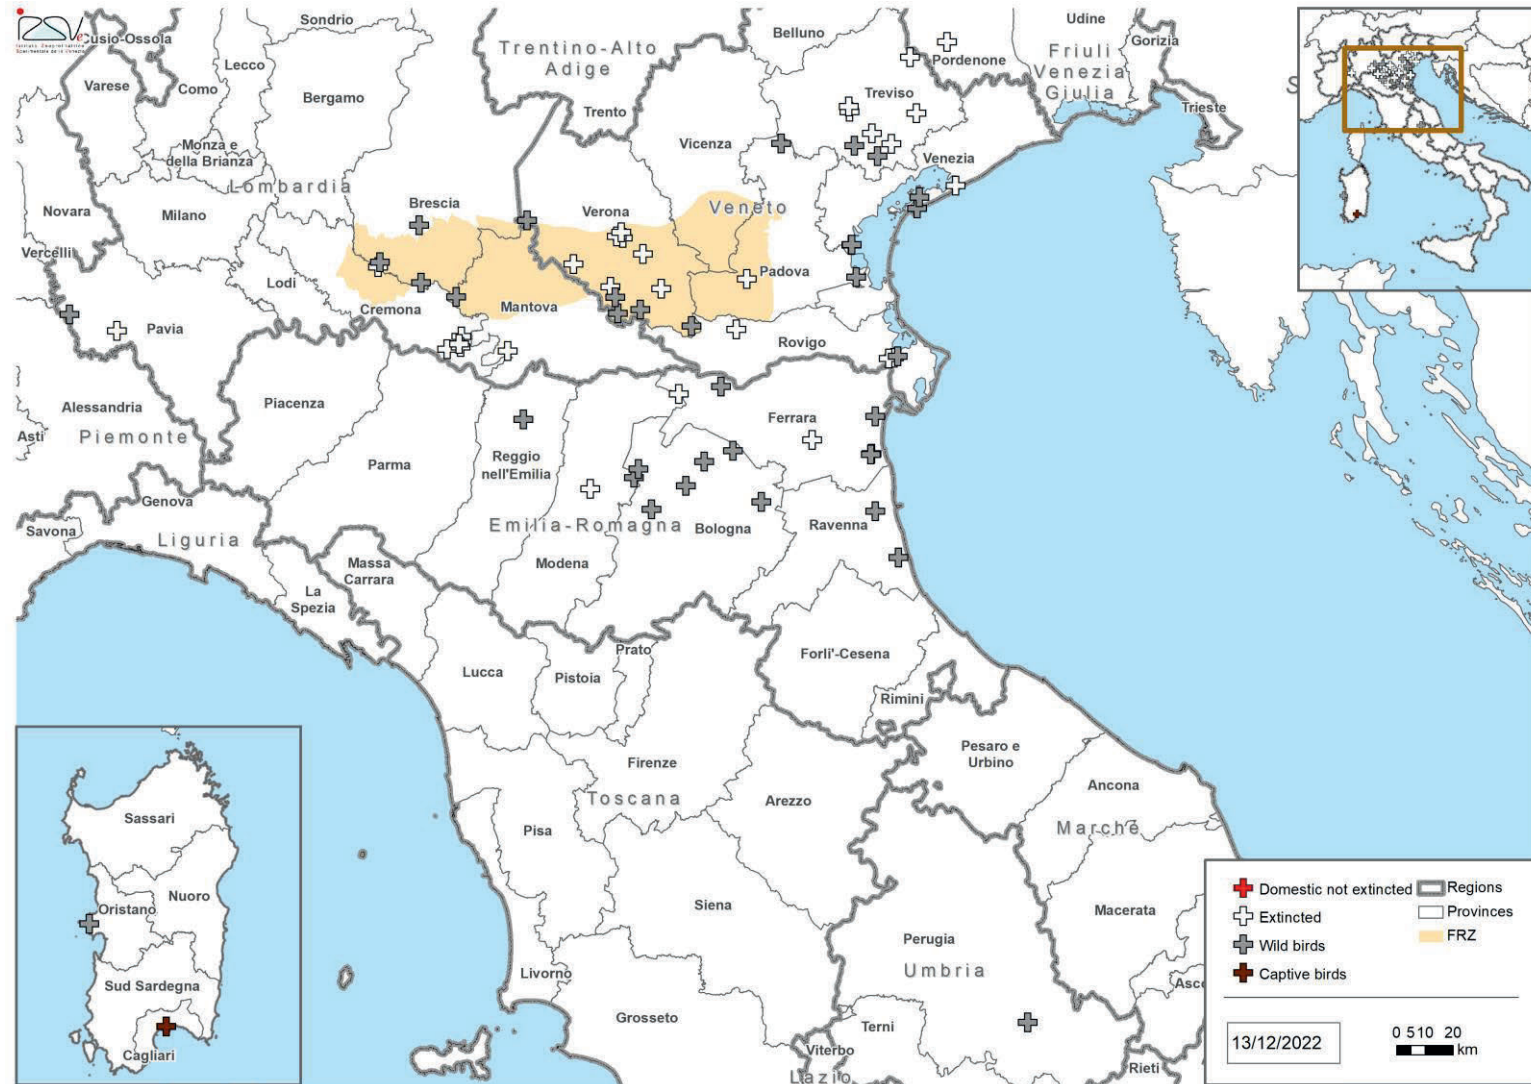 Sondrio
Belluno
Udine
Gorizia
Cusio-Ossola
Trentino-Alto
Adige
Friuli
Venezia
Giulia
Pordenone
Lecco
Varese
Como
Bergamo
Trento
Treviso
Trieste
S
Monza e
della Brianza
Vicenza
Venezia
Lombardia
Novara
Milano
Brescia
Verona
Veneto
Vercelli
Lodi
Padova
Cremona
Mantova
Pavia
Rovigo
Alessandria
Piacenza
Ferrara
Asti
Piemonte
Parma
Reggio
nell'Emilia
Genova
Savona
Liguria
Emilia-Romagna
Bologna
Ravenna
Massa
Carrara
Modena
La
Spezia
Lucca
Pistoia
Prato
Forli'-Cesena
Rimini
Firenze
Pesaro e
Urbino
Toscana
Arezzo
Ancona
Marche
Pisa
Sassari
Nuoro
Oristano
Siena
Macerata
Perugia
Umbria
Livorno
Sud Sardegna
Grosseto
Asco
Terni
Cagliari
Viterbo
Lazio
Rieti
Domestic not extincted
Regions
Extincted
Provinces
Wild birds
FRZ
Captive birds
13/12/2022
0 5 10 20
km